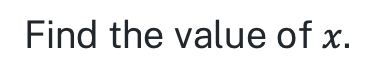 Find the value of x.